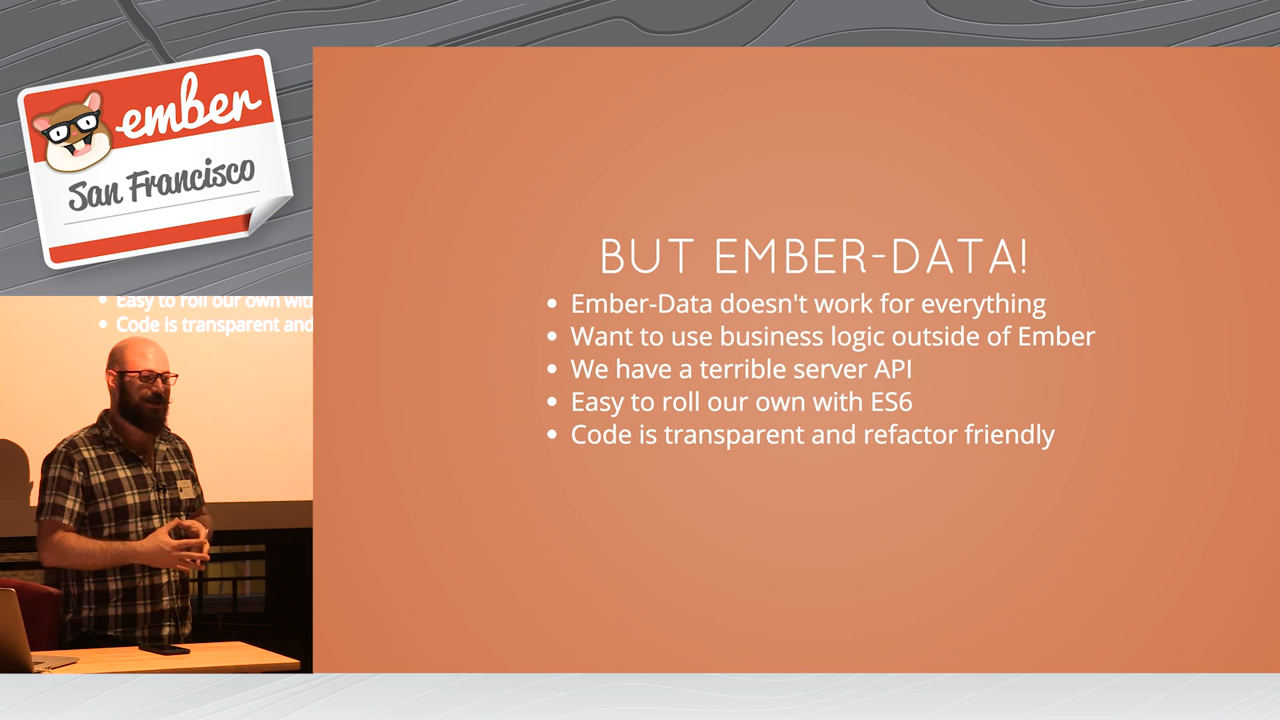 ember
San Francisco
Easy to roll our own with
Code is transparent and
BUT EMBER-DATA!
Ember-Data doesn't work for everything
Want to use business logic outside of Ember
We have a terrible server API
Easy to roll our own with ES6
Code is transparent and refactor friendly